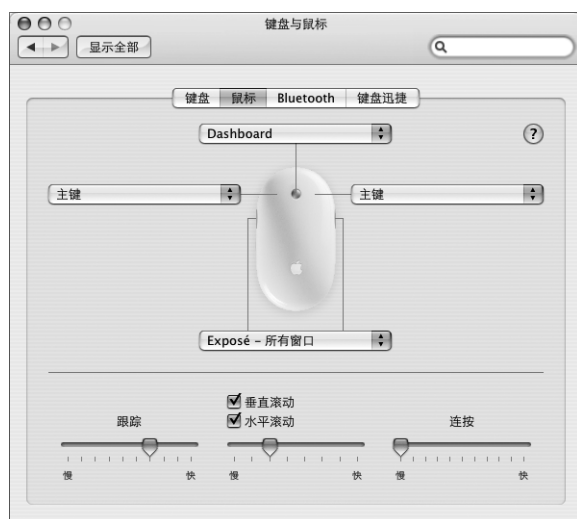 键盘与鼠标
显示全部
键盘 鼠标 Bluetooth 键盘迅捷
Dashboard
?
主键 主键
Exposé – 所有窗口
垂直滚动
跟踪 水平滚动 连按
慢 快 慢 快 慢 快